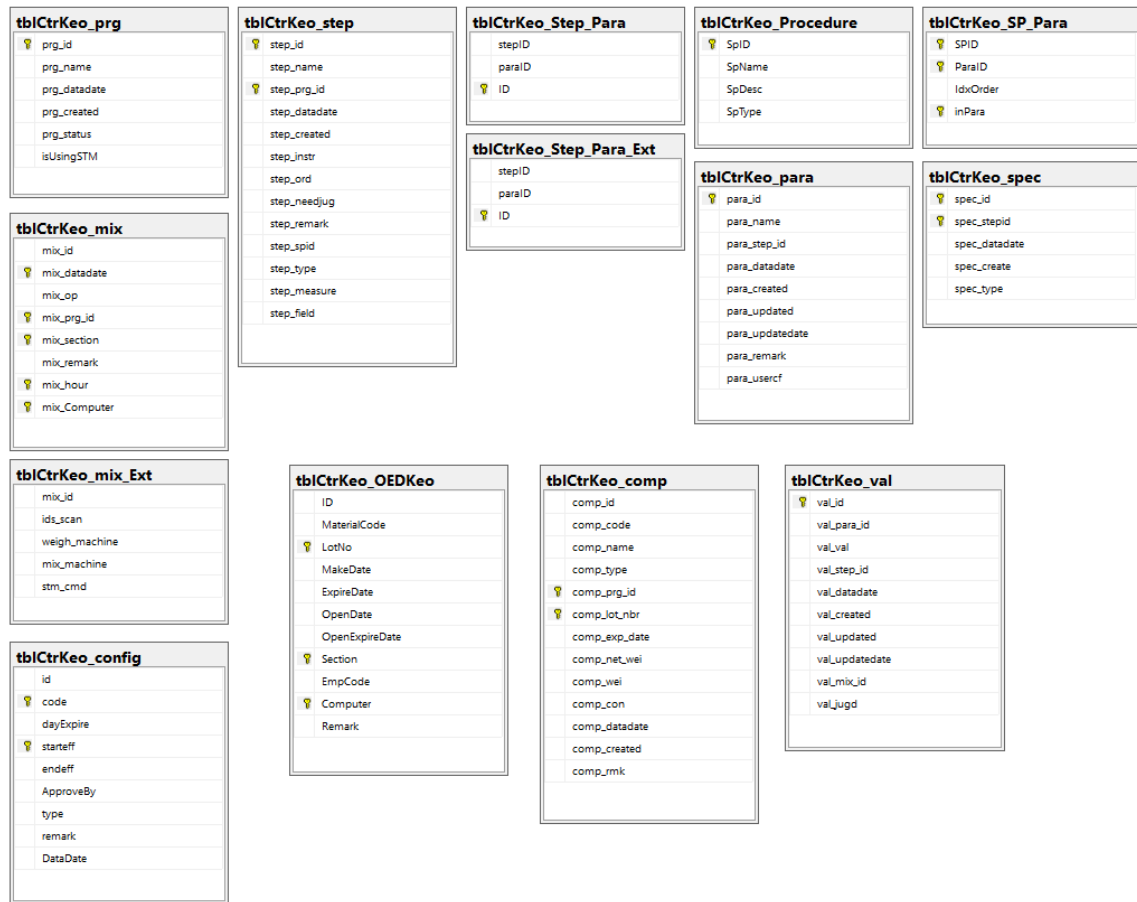 tblCtrKeo_prg
prg_id
prg_name
prg_datadate
prg_created
prg_status
isUsingSTM
tblCtrKeo_step
step_id
step_name
step_prg_id
step_datadate
step_created
step_instr
step_ord
step_needjug
step_remark
step_spid
step_type
step_measure
step_field
tblCtrKeo_Step_Para
stepID
paraID
ID
tblCtrKeo_Step_Para_Ext
stepID
paraID
ID
tblCtrKeo_Procedure
SpID
SpName
SpDesc
SpType
tblCtrKeo_SP_Para
SPID
ParaID
IdxOrder
inPara
tblCtrKeo_para
para_id
para_name
para_step_id
para_datadate
para_created
para_updated
para_updatedate
para_remark
para_usercf
tblCtrKeo_spec
spec_id
spec_stepid
spec_datadate
spec_create
spec_type
tblCtrKeo_mix
mix_id
mix_datadate
mix_op
mix_prg_id
mix_section
mix_remark
mix_hour
mix_Computer
tblCtrKeo_mix_Ext
mix_id
ids_scan
weigh_machine
mix_machine
stm_cmd
tblCtrKeo_config
id
code
dayExpire
starteff
endeff
ApproveBy
type
remark
DataDate
tblCtrKeo_OEDKeo
ID
MaterialCode
LotNo
MakeDate
ExpireDate
OpenDate
OpenExpireDate
Section
EmpCode
Computer
Remark
tblCtrKeo_comp
comp_id
comp_code
comp_name
comp_type
comp_prg_id
comp_lot_nbr
comp_exp_date
comp_net_wei
comp_wei
comp_con
comp_datadate
comp_created
comp_rmk
tblCtrKeo_val
val_id
val_para_id
val_val
val_step_id
val_datadate
val_created
val_updated
val_updatedate
val_mix_id
val_jugd